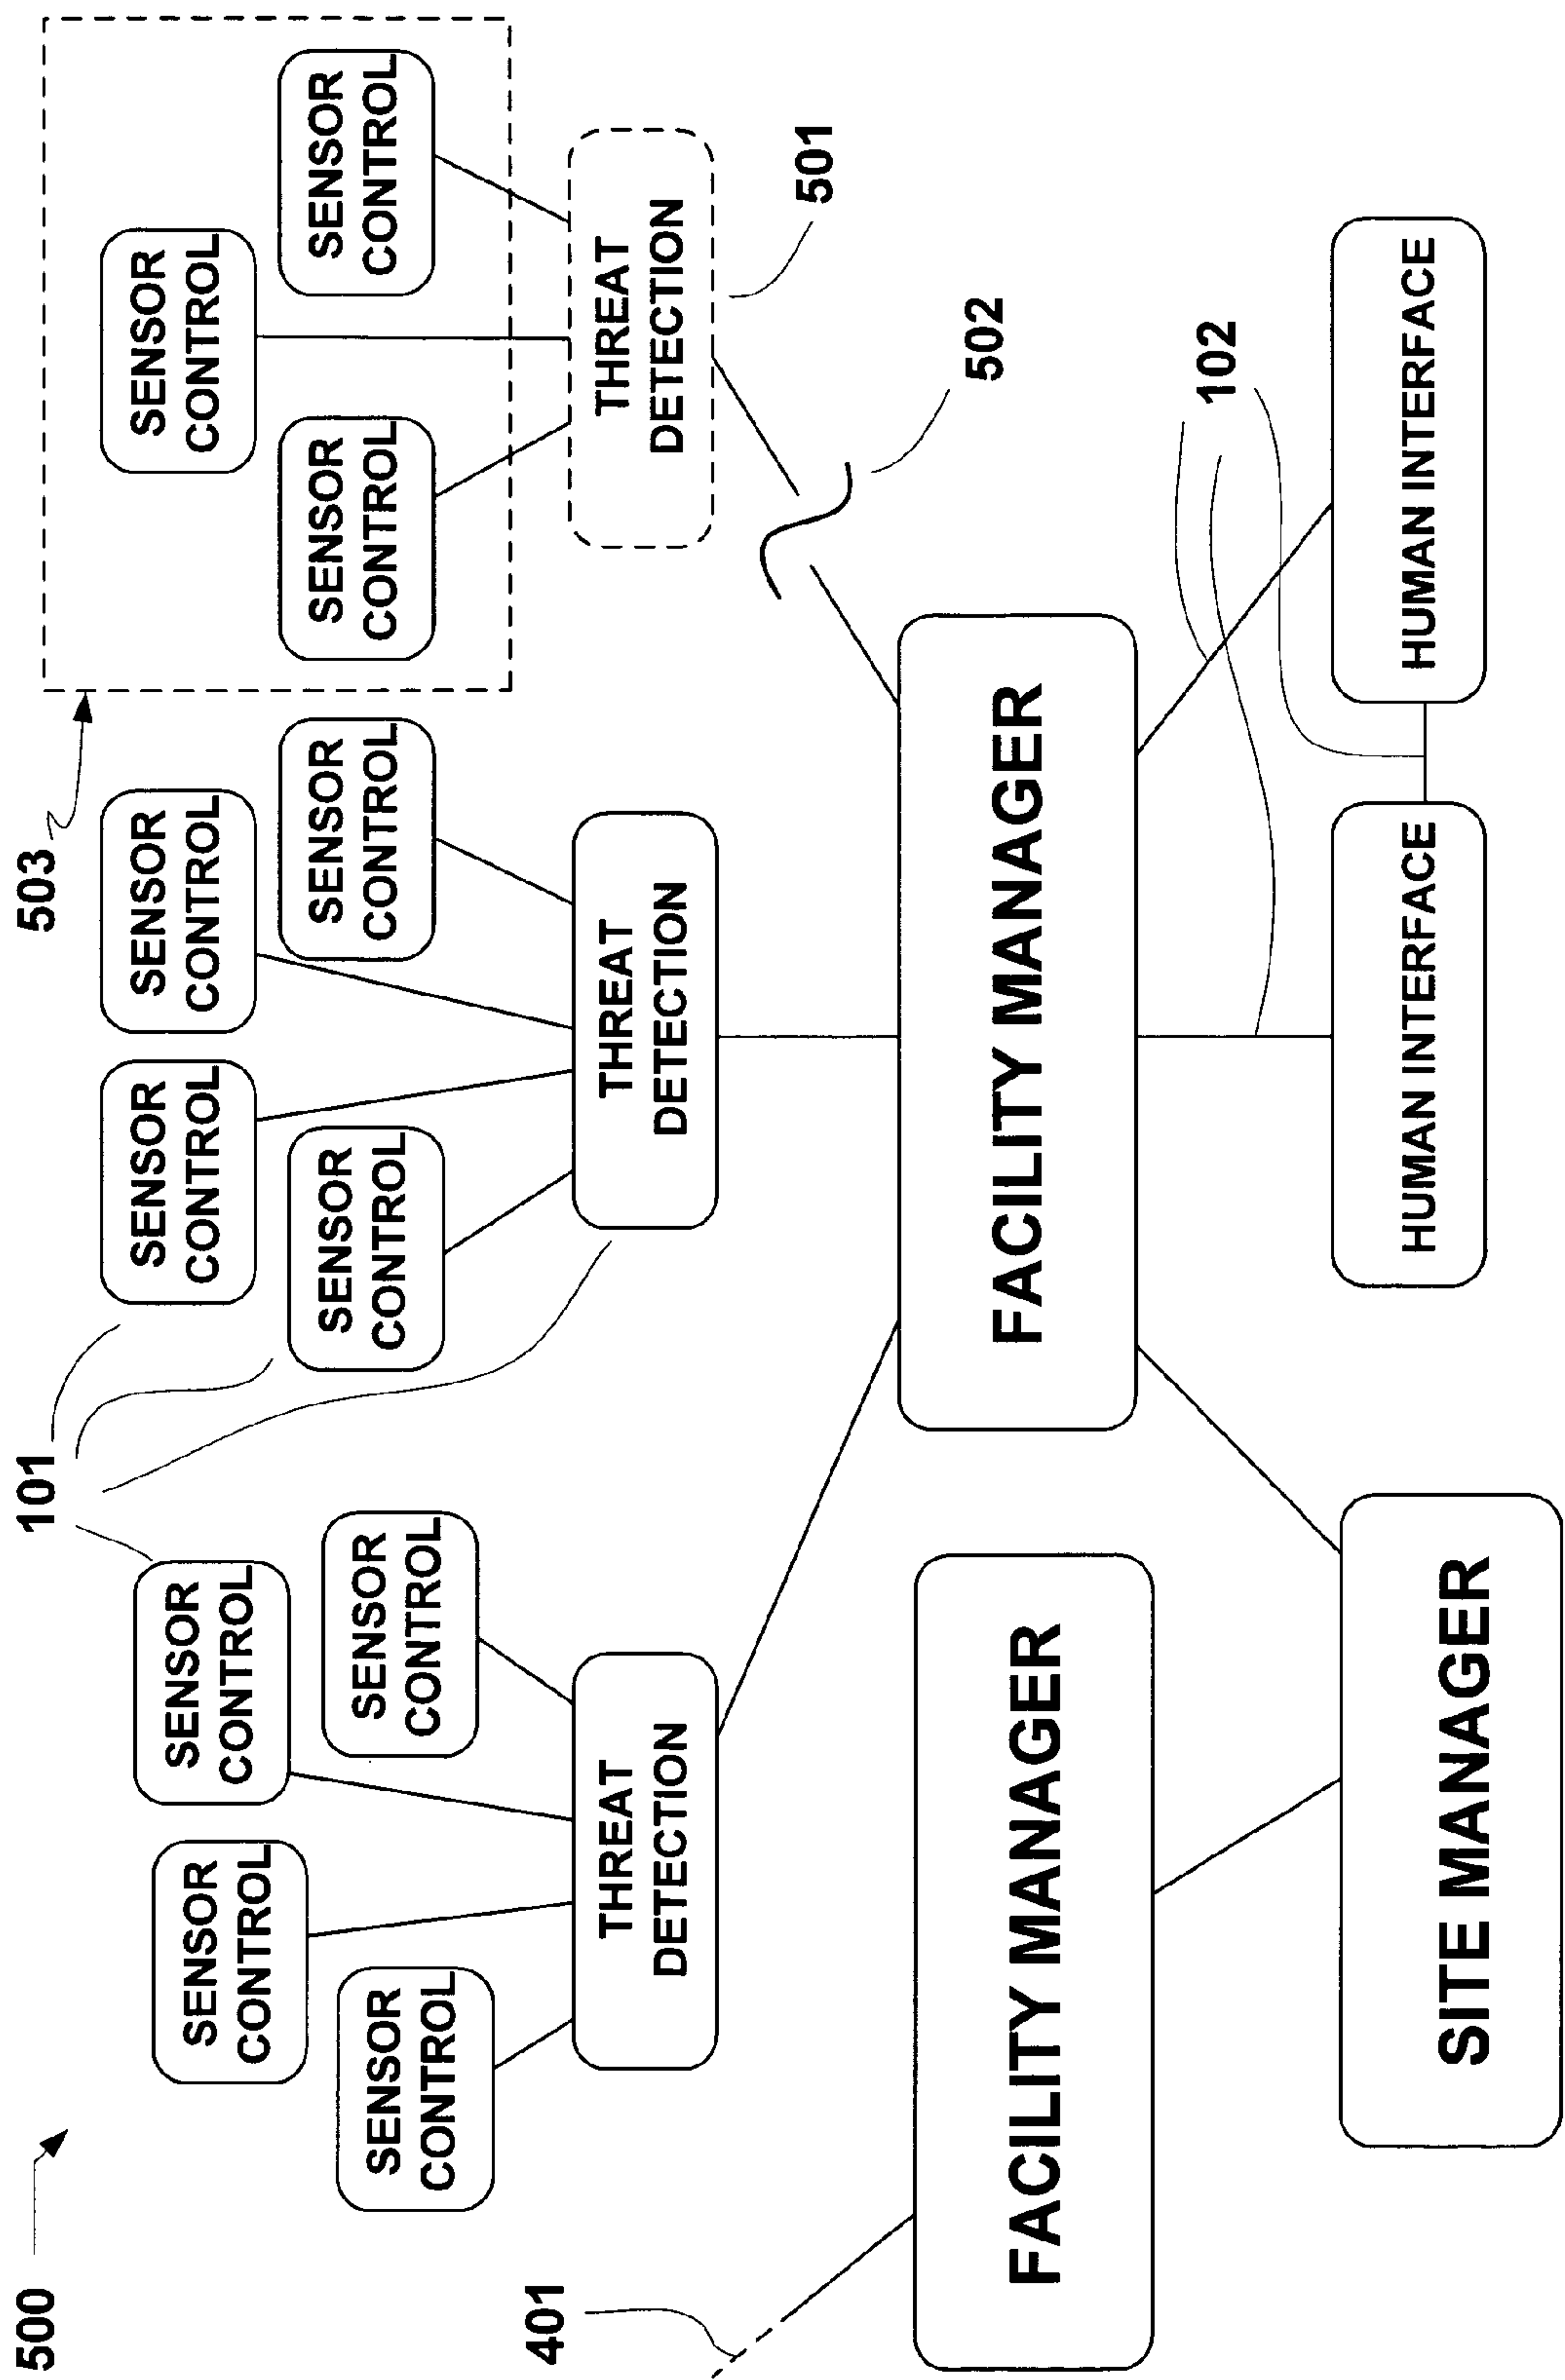 500
101
503
SENSOR
CONTROL
SENSOR
CONTROL
SENSOR
CONTROL
SENSOR
CONTROL
SENSOR
CONTROL
SENSOR
CONTROL
SENSOR
CONTROL
SENSOR
CONTROL
SENSOR
CONTROL
SENSOR
CONTROL
SENSOR
CONTROL
401
THREAT
DETECTION
THREAT
DETECTION
THREAT
DETECTION
501
502
FACILITY MANAGER
FACILITY MANAGER
102
SITE MANAGER
HUMAN INTERFACE
HUMAN INTERFACE